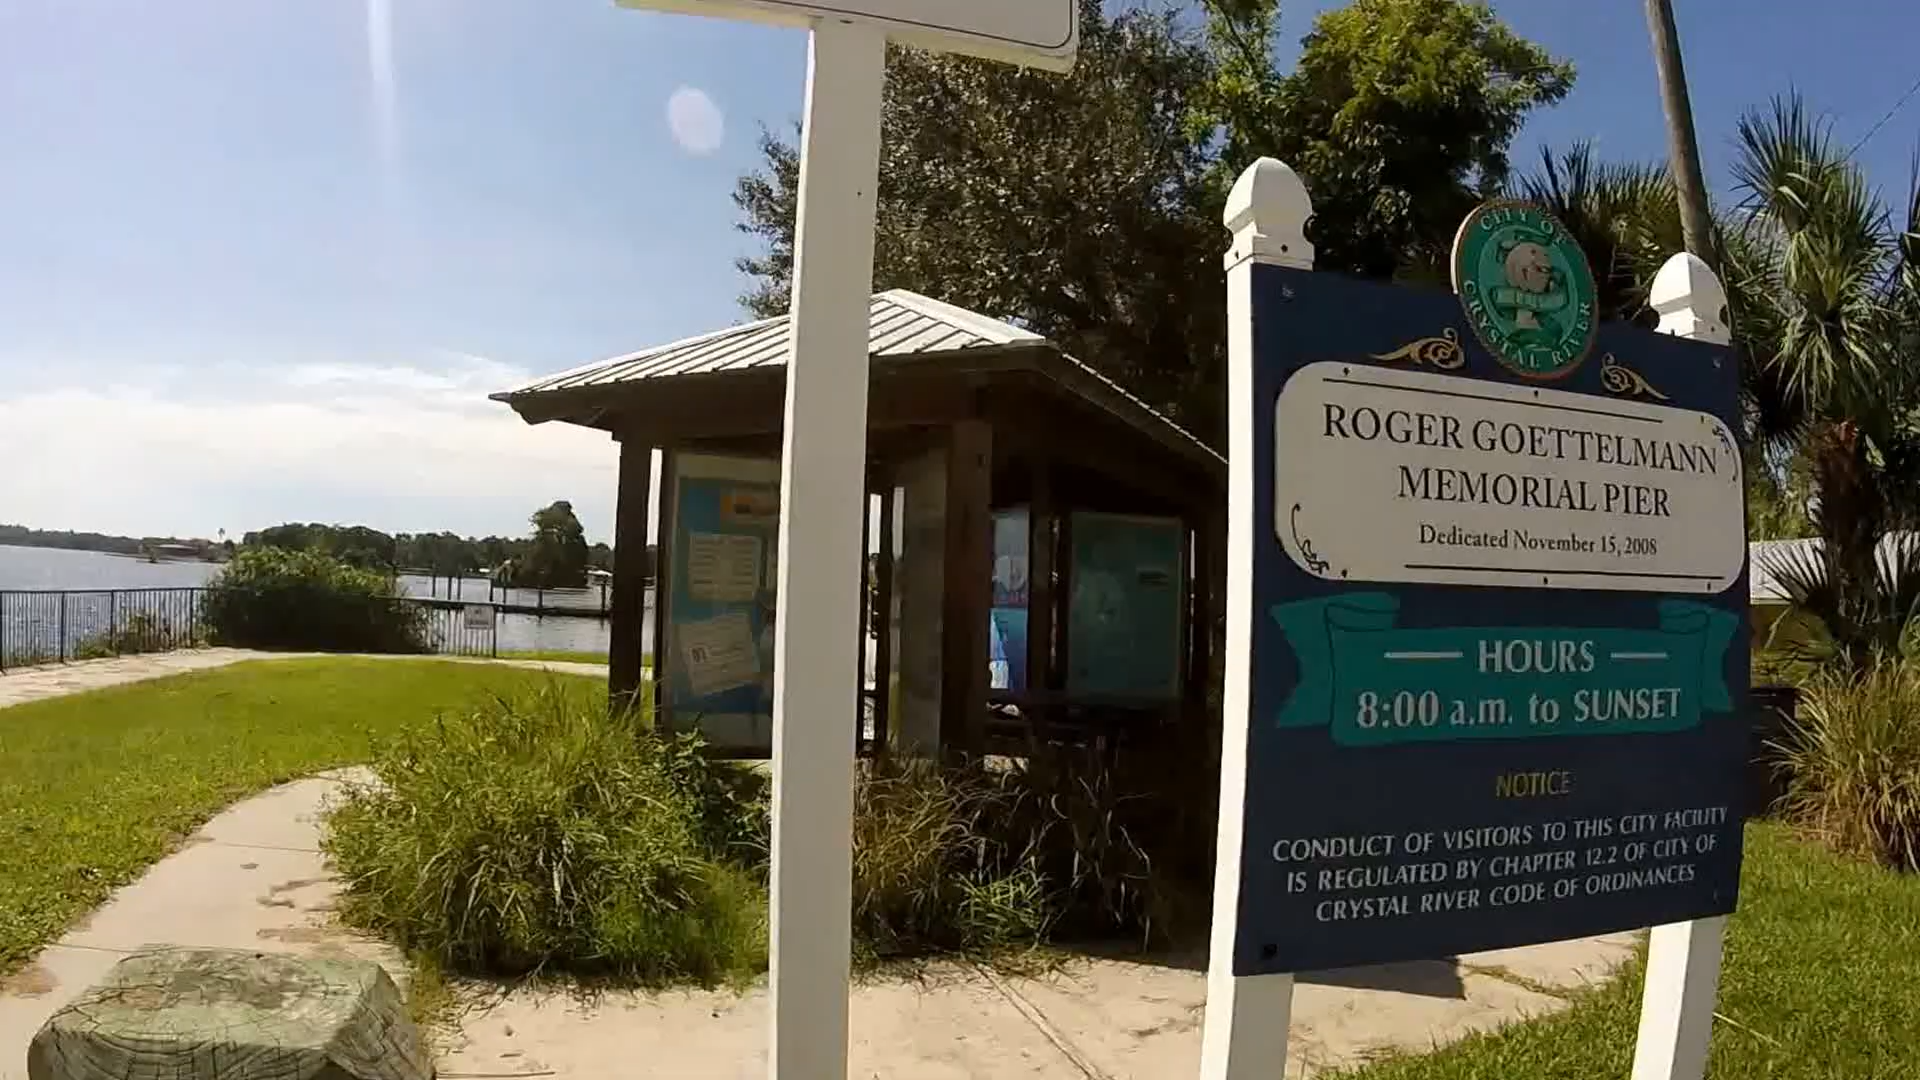 CITY OF
CRYSTAL RIVER
ROGER GOETTELMANN
MEMORIAL PIER
Dedicated November 15, 2008
HOURS
8:00 a.m. to SUNSET
NOTICE
CONDUCT OF VISITORS TO THIS CITY FACILITY
IS REGULATED BY CHAPTER 12.2 OF CITY OF
CRYSTAL RIVER CODE OF ORDINANCES